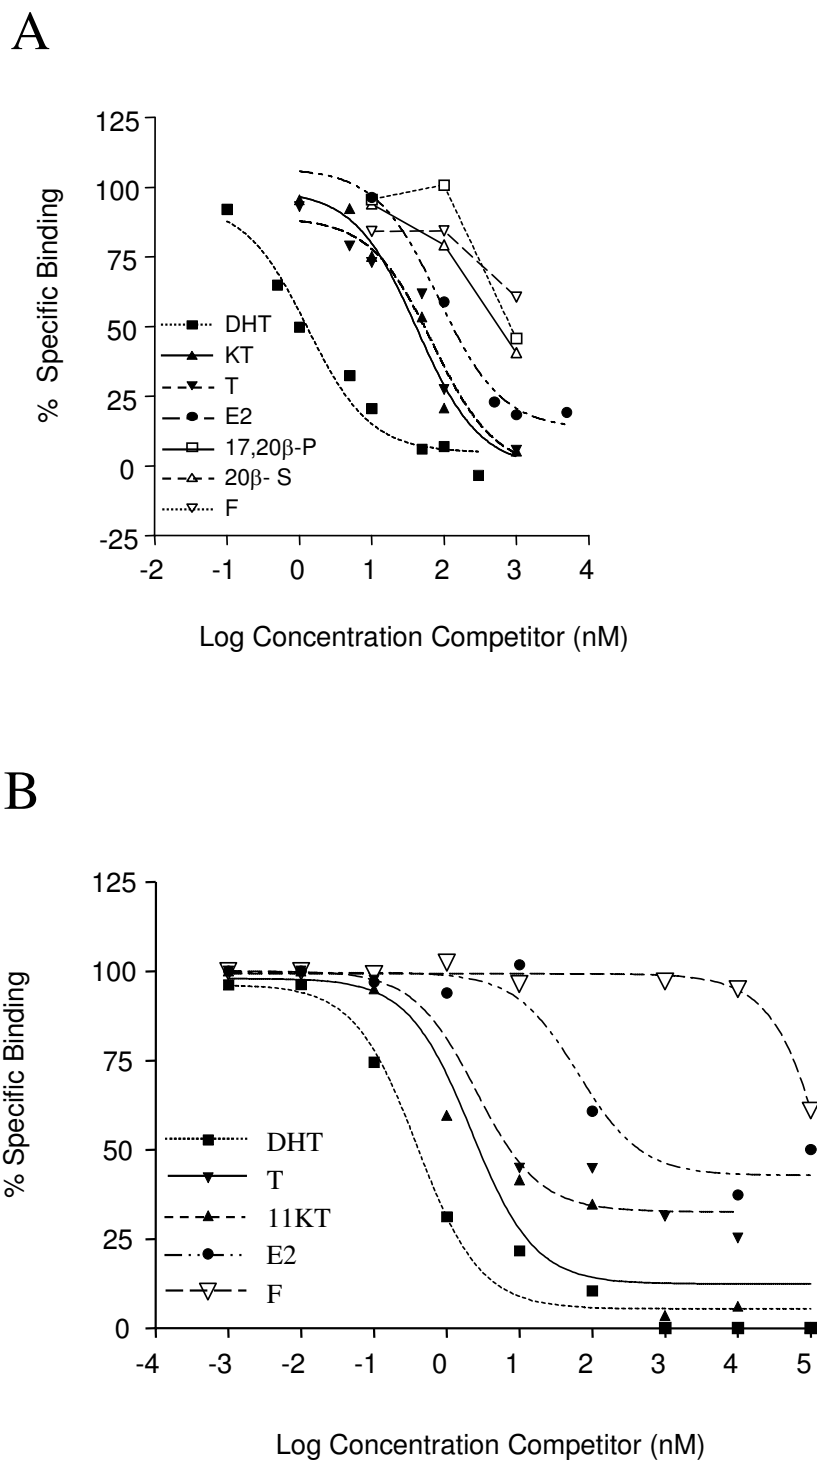 A
125
100
75
50
25
0
-25
% Specific Binding
DHT
KT
T
E2
17,20β-P
20β- S
F
-2 -1 0 1 2 3 4
Log Concentration Competitor (nM)
B
125
100
75
50
25
0
% Specific Binding
DHT
T
11KT
E2
F
-4 -3 -2 -1 0 1 2 3 4 5
Log Concentration Competitor (nM)